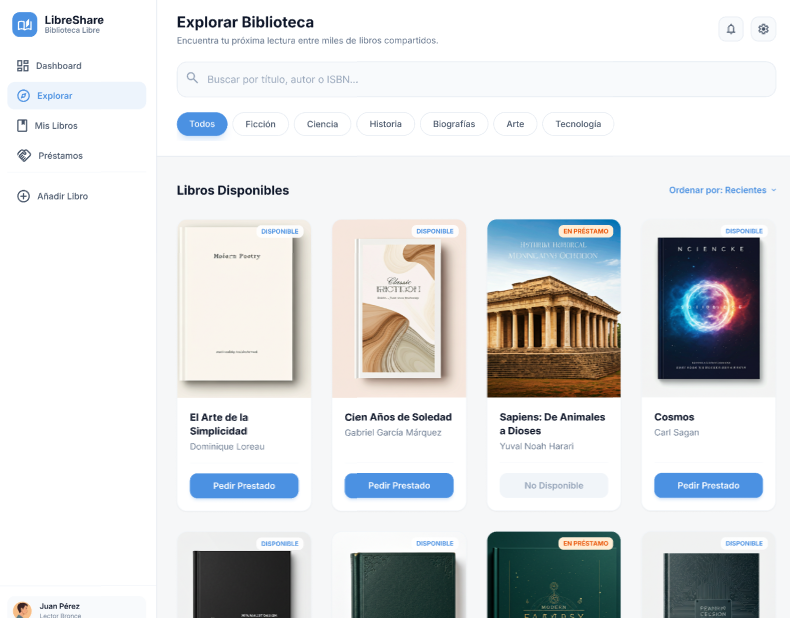 LibreShare
Biblioteca Libre
Dashboard
Explorar
Mis Libros
Préstamos
Añadir Libro
Juan Pérez
Lector Bronce
Explorar Biblioteca
Encuentra tu próxima lectura entre miles de libros compartidos.
Buscar por título, autor o ISBN...
Todos
Ficción
Ciencia
Historia
Biografías
Arte
Tecnología
Libros Disponibles
Ordenar por: Recientes
DISPONIBLE
Modern Poetry
El Arte de la
Simplicidad
Dominique Loreau
Pedir Prestado
DISPONIBLE
Classic
Cien Años de Soledad
Gabriel García Márquez
Pedir Prestado
EN PRÉSTAMO
Sapiens: De Animales
a Dioses
Yuval Noah Harari
No Disponible
DISPONIBLE
NCIENCKE
Cosmos
Carl Sagan
Pedir Prestado
DISPONIBLE
DISPONIBLE
EN PRÉSTAMO
MODERN
DISPONIBLE